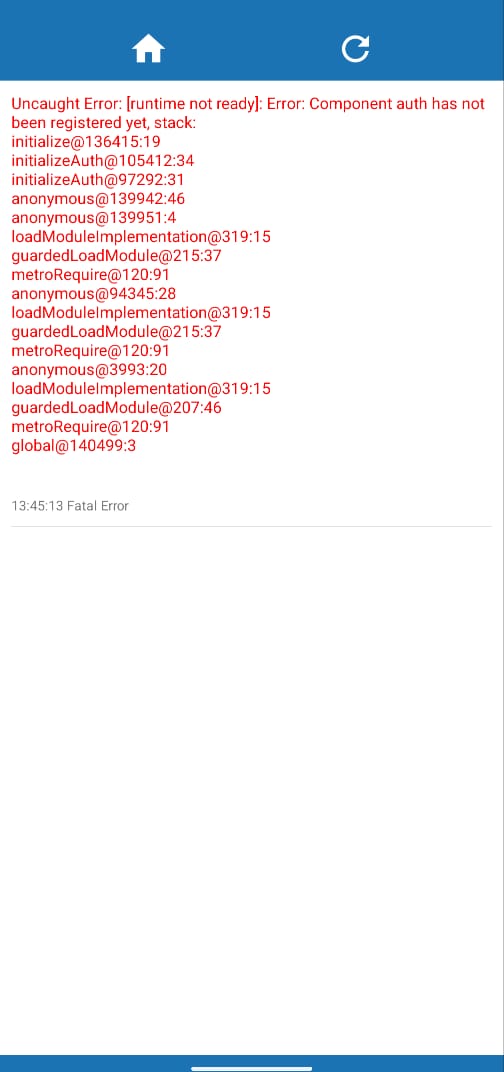 Uncaught Error: [runtime not ready]: Error: Component auth has not
been registered yet, stack:
initialize@136415:19
initializeAuth@105412:34
initializeAuth@97292:31
anonymous@139942:46
anonymous@139951:4
loadModuleImplementation@319:15
guardedLoadModule@215:37
metroRequire@120:91
anonymous@94345:28
loadModuleImplementation@319:15
guardedLoadModule@215:37
metroRequire@120:91
anonymous@3993:20
loadModuleImplementation@319:15
guardedLoadModule@207:46
metroRequire@120:91
global@140499:3
13:45:13 Fatal Error